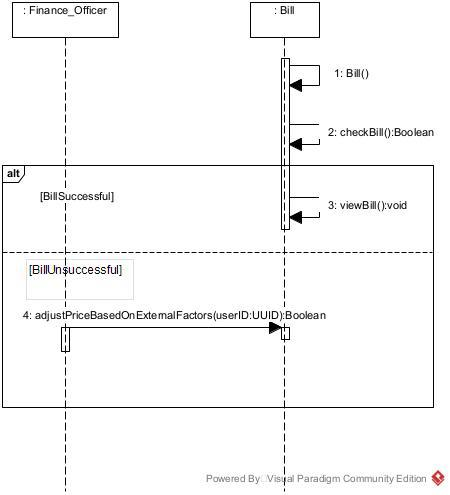 : Finance_Officer
: Bill
1: Bill()
2: checkBill():Boolean
alt
[BillSuccessful]
3: viewBill():void
[BillUnsuccessful]
4: adjustPriceBasedOnExternalFactors(userID:UUID):Boolean
Powered By Visual Paradigm Community Edition